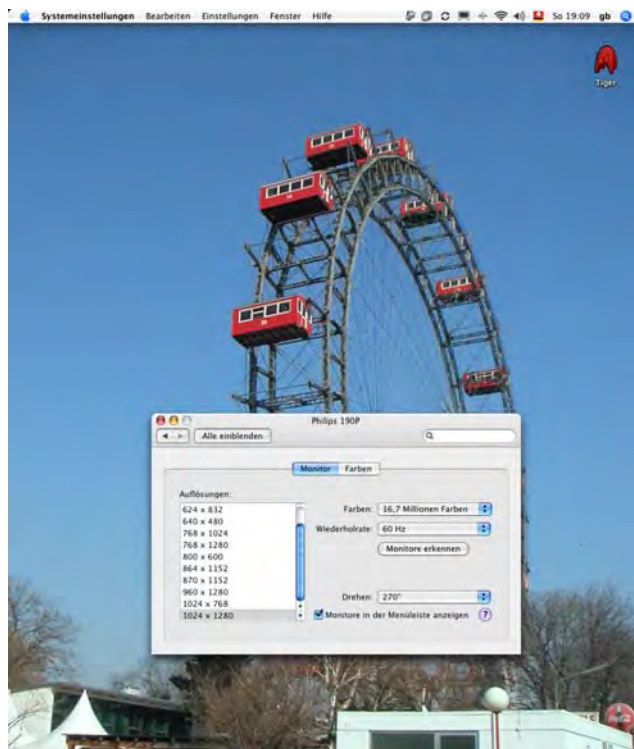 Systemeinstellungen Bearbeiten Einstellungen Fenster Hilfe So 19:09 gb
Tiger
Philips 190P
Alle einblenden
Monitor Farben
Auflösungen:
624 x 832
640 x 480
768 x 1024
768 x 1280
800 x 600
864 x 1152
870 x 1152
960 x 1280
1024 x 768
1024 x 1280
Farben: 16,7 Millionen Farben
Wiederholrate: 60 Hz
Monitore erkennen
Drehen: 270°
Monitore in der Menüleiste anzeigen ?